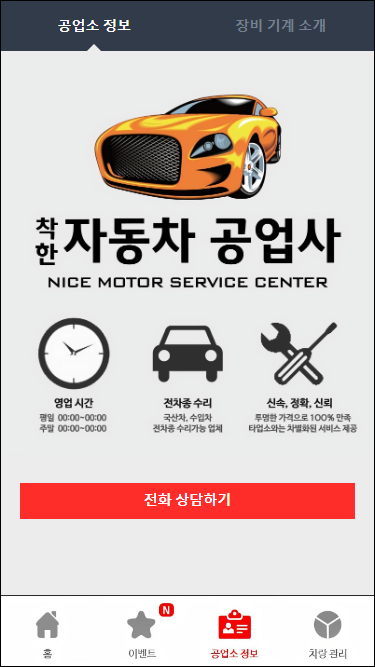 공업소 정보
장비 기계 소개
착한 자동차 공업사
NICE MOTOR SERVICE CENTER
영업 시간
평일 00:00~00:00
주말 00:00~00:00
전차종 수리
국산차, 수입차
전차종 수리가능 업체
신속, 정확, 신뢰
투명한 가격으로 100% 만족
타업소와는 차별화된 서비스 제공
전화 상담하기
홈
N
이벤트
공업소 정보
차량 관리